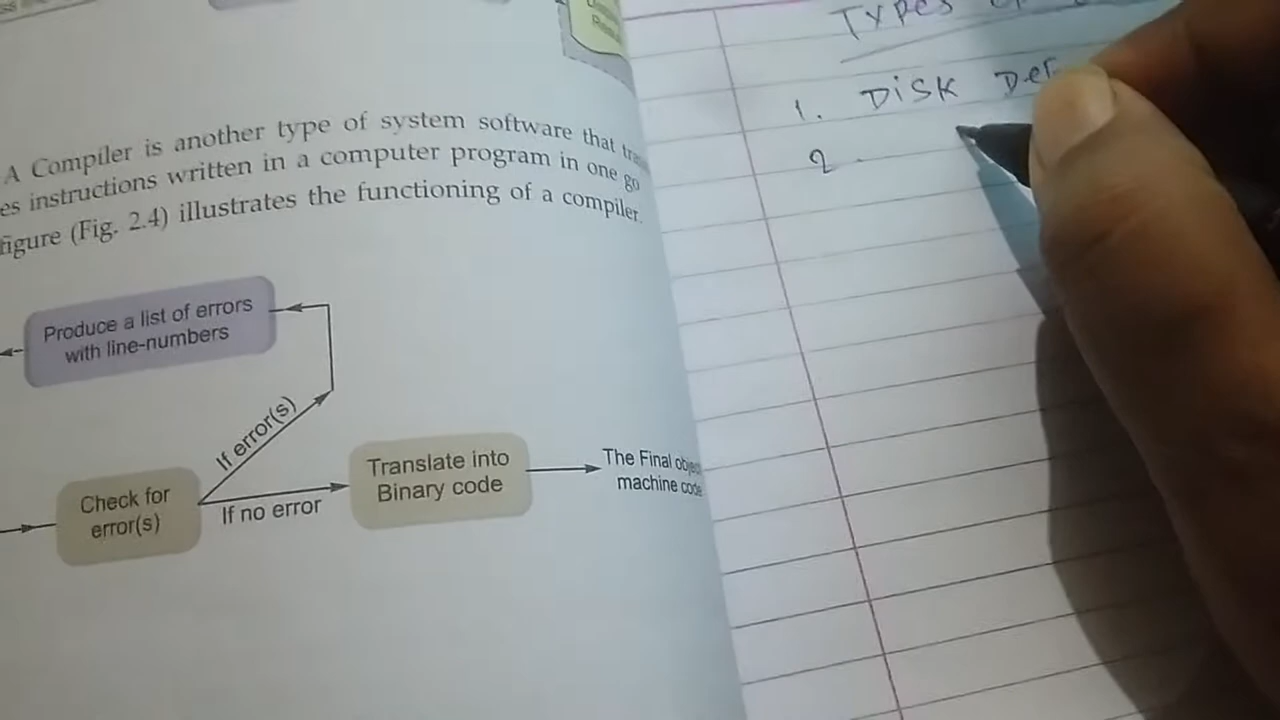 A Compiler is another type of system software that
es instructions written in a computer program in one go
figure (Fig. 2.4) illustrates the functioning of a compiler.
Produce a list of errors
with line-numbers
If error(s)
Check for
error(s)
If no error
Translate into
Binary code
The Final
machine code
Types
1. Disk Def
2.